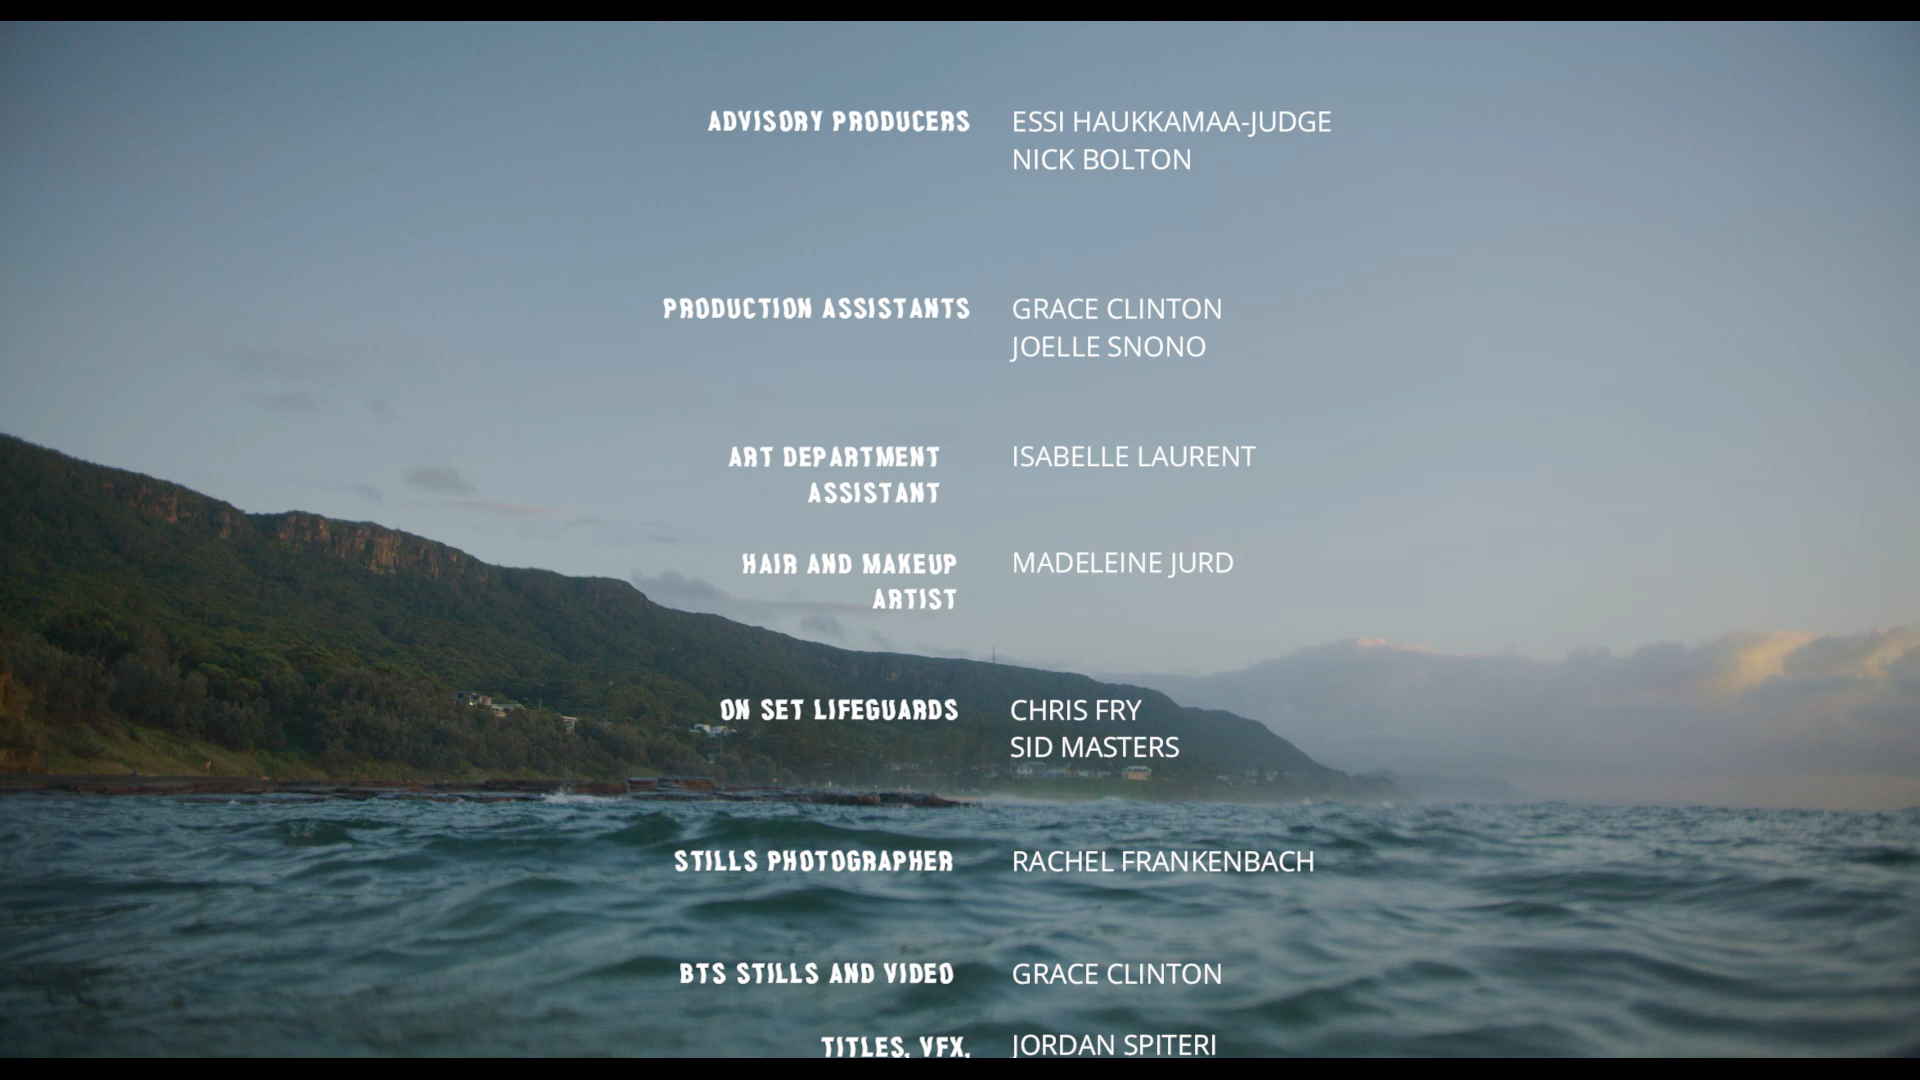 ADVISORY PRODUCERS ESSI HAUKKAMAA-JUDGE
NICK BOLTON
PRODUCTION ASSISTANTS GRACE CLINTON
JOELLE SNONO
ART DEPARTMENT ISABELLE LAURENT
ASSISTANT
HAIR AND MAKEUP MADELEINE JURD
ARTIST
ON SET LIFEGUARDS CHRIS FRY
SID MASTERS
STILLS PHOTOGRAPHER RACHEL FRANKENBACH
BTS STILLS AND VIDEO GRACE CLINTON
TITLES, VFX, JORDAN SPITERI